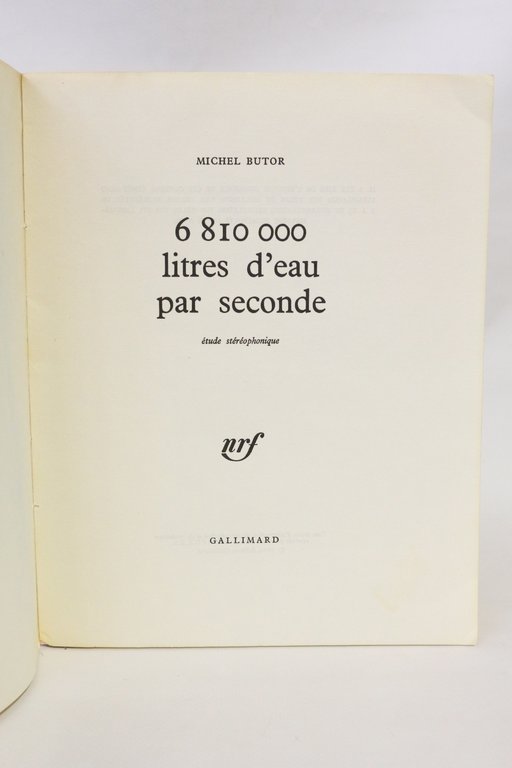 MICHEL BUTOR
6 810 000
litres d'eau
par seconde
étude stéréophonique
nrf
GALLIMARD